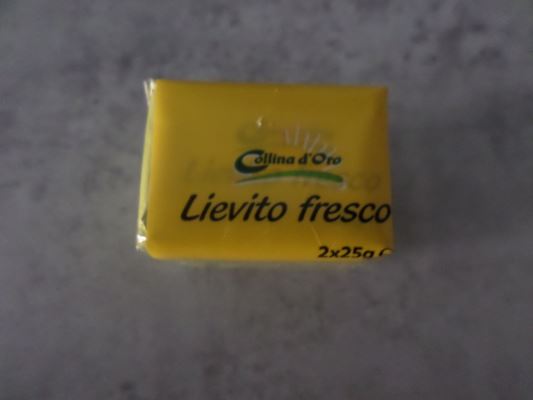 Collina d'Oro
Lievito fresco
2x25g e